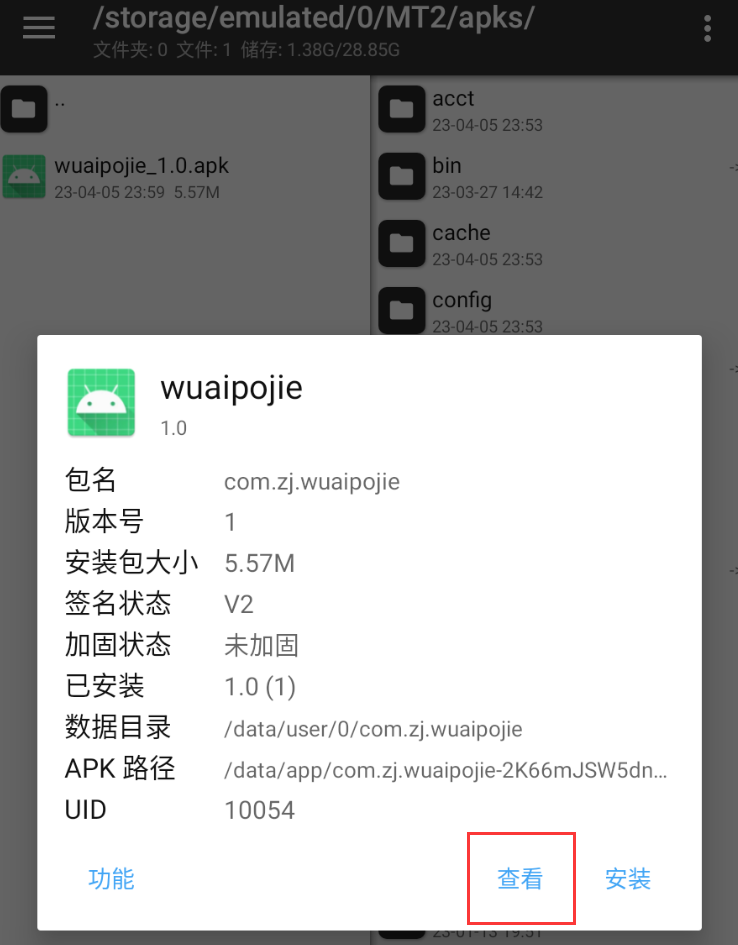 /storage/emulated/0/MT2/apks/
文件夹: 0 文件: 1 储存: 1.38G/28.85G
..
wuaipojie_1.0.apk
23-04-05 23:59 5.57M
acct
23-04-05 23:53
bin
23-03-27 14:42
cache
23-04-05 23:53
config
23-04-05 23:53
wuaipojie
1.0
包名 com.zj.wuaipojie
版本号 1
安装包大小 5.57M
签名状态 V2
加固状态 未加固
已安装 1.0 (1)
数据目录 /data/user/0/com.zj.wuaipojie
APK 路径 /data/app/com.zj.wuaipojie-2K66mJSW5dn...
UID 10054
功能 查看 安装
23-01-13 19:51